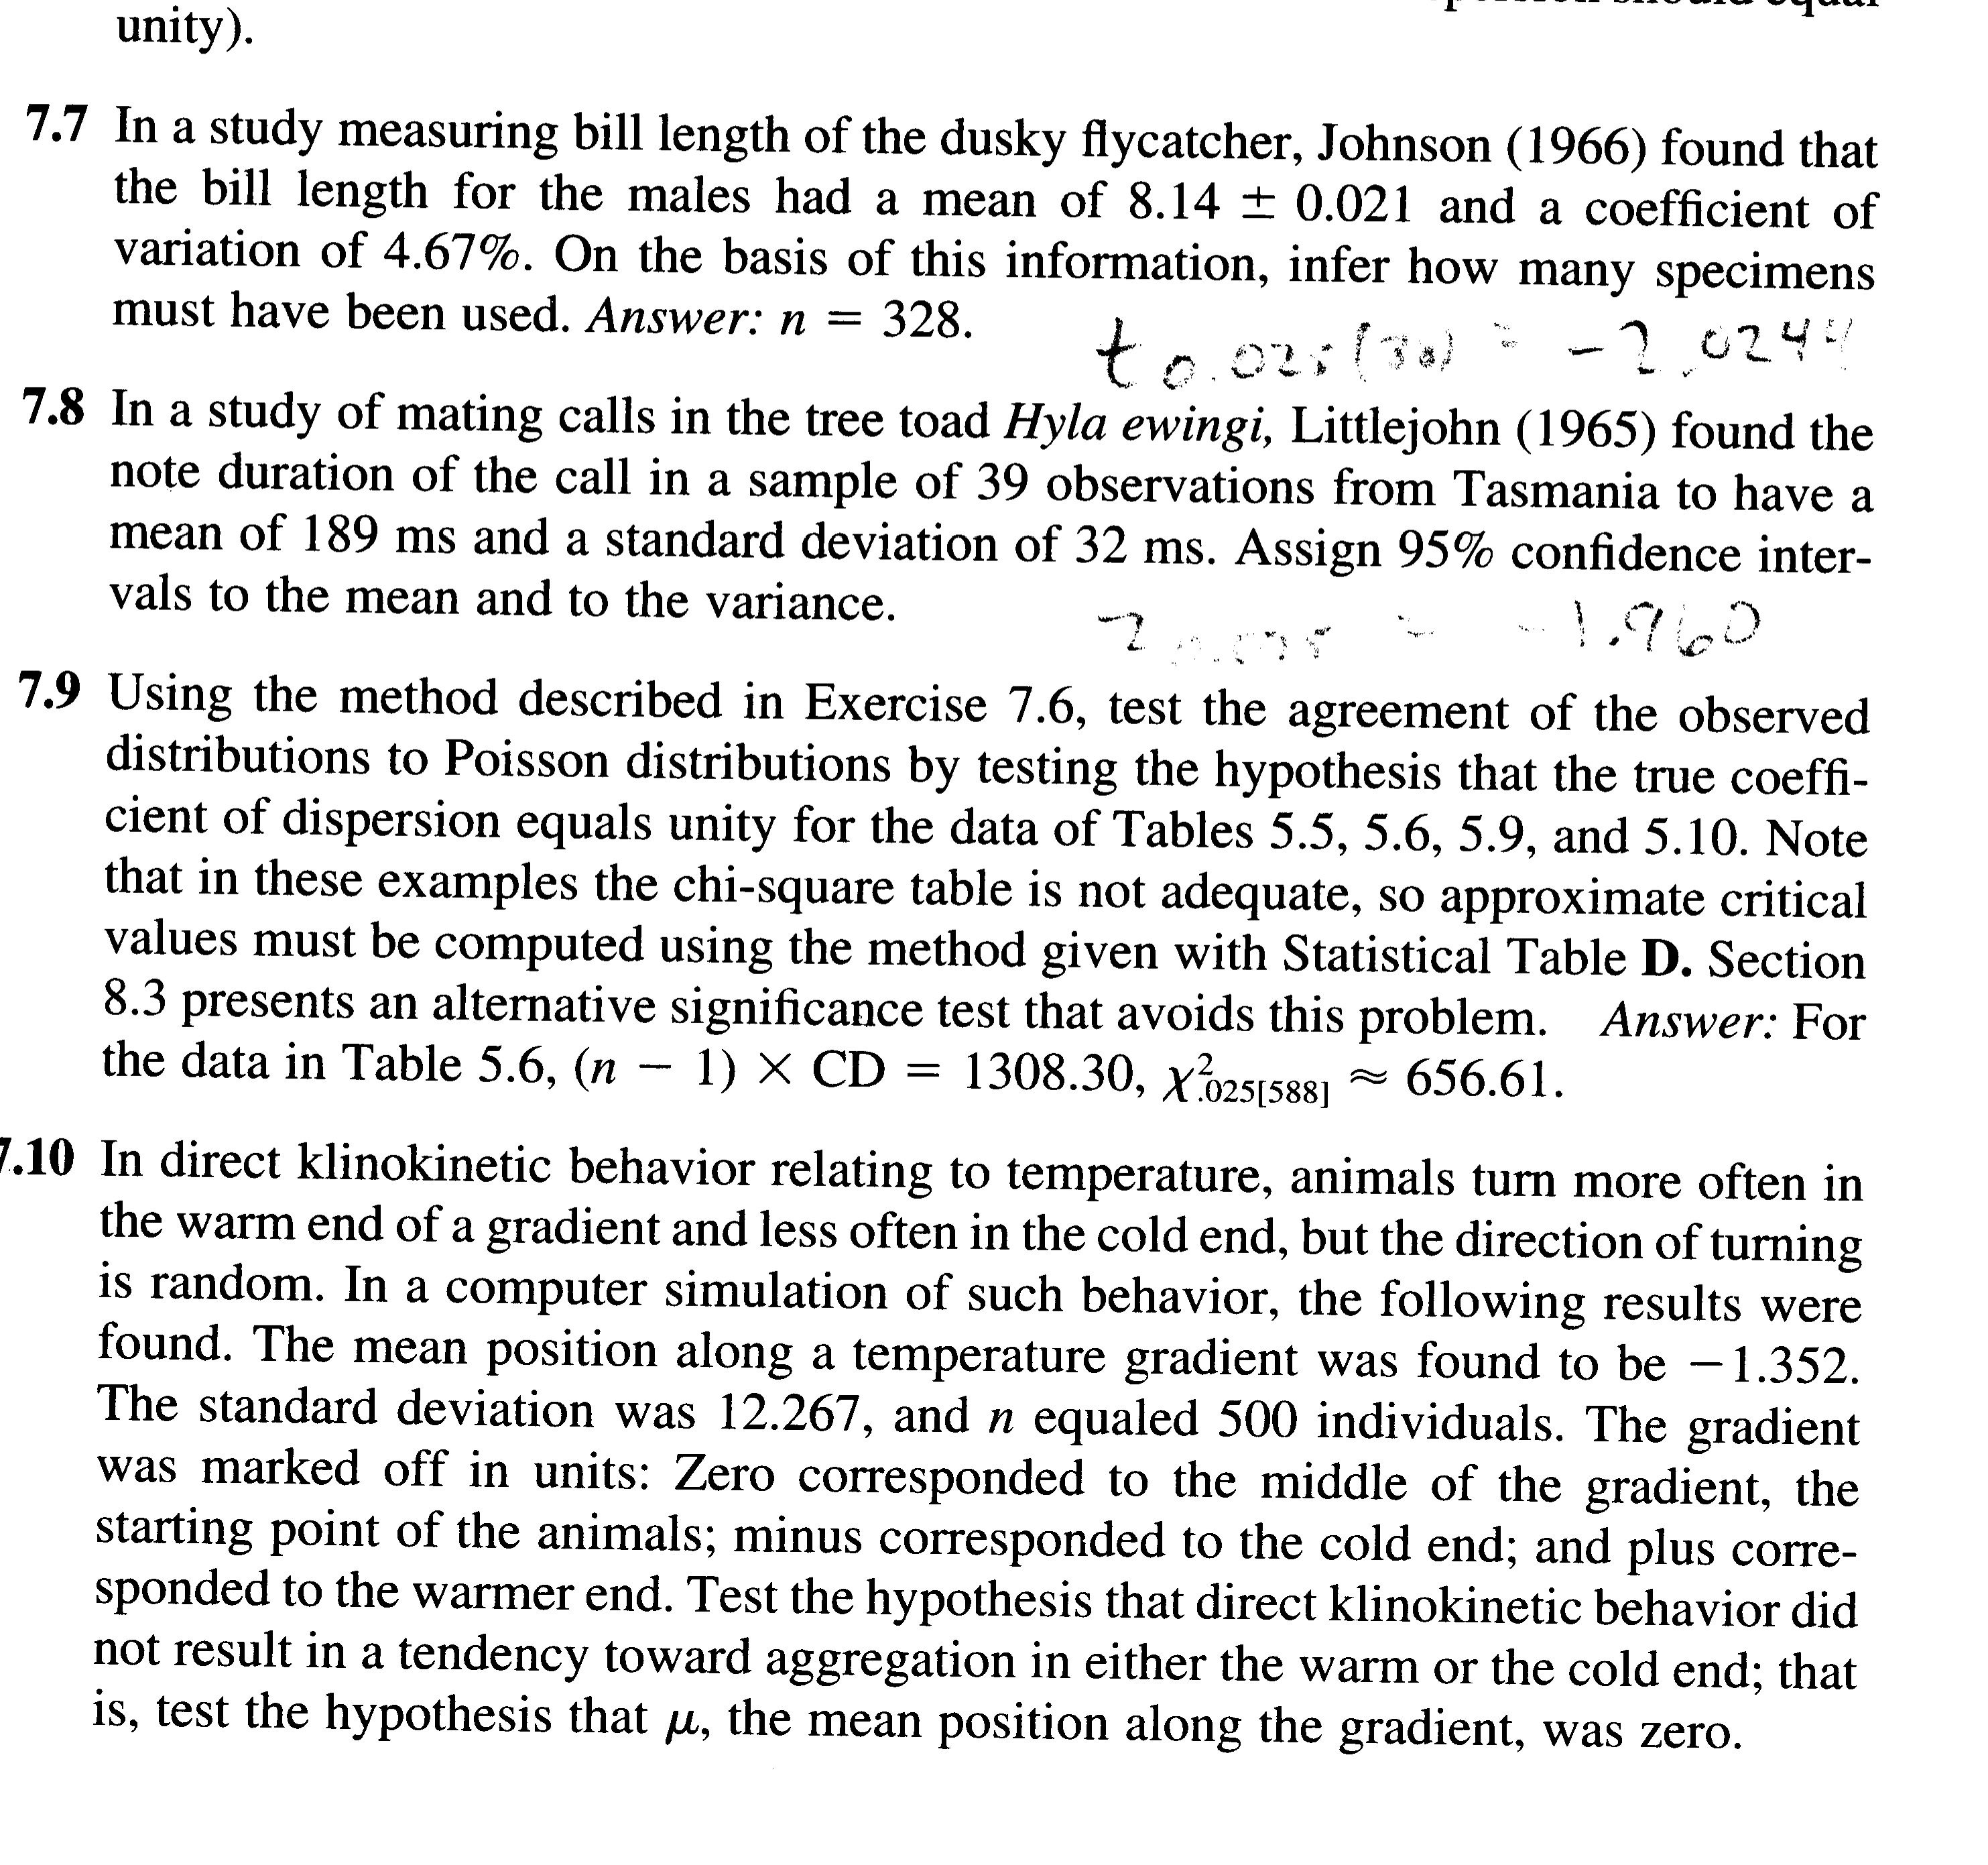 should equal
unity).
7.7 In a study measuring bill length of the dusky flycatcher, Johnson (1966) found that
the bill length for the males had a mean of 8.14 ± 0.021 and a coefficient of
variation of 4.67%. On the basis of this information, infer how many specimens
must have been used. Answer: n = 328.
t0.025(38) = -2.0244
7.8 In a study of mating calls in the tree toad Hyla ewingi, Littlejohn (1965) found the
note duration of the call in a sample of 39 observations from Tasmania to have a
mean of 189 ms and a standard deviation of 32 ms. Assign 95% confidence inter-
vals to the mean and to the variance.
= -1.960
7.9 Using the method described in Exercise 7.6, test the agreement of the observed
distributions to Poisson distributions by testing the hypothesis that the true coeffi-
cient of dispersion equals unity for the data of Tables 5.5, 5.6, 5.9, and 5.10. Note
that in these examples the chi-square table is not adequate, so approximate critical
values must be computed using the method given with Statistical Table D. Section
8.3 presents an alternative significance test that avoids this problem. Answer: For
the data in Table 5.6, (n − 1) × CD = 1308.30, χ².025[588] ≈ 656.61.
7.10 In direct klinokinetic behavior relating to temperature, animals turn more often in
the warm end of a gradient and less often in the cold end, but the direction of turning
is random. In a computer simulation of such behavior, the following results were
found. The mean position along a temperature gradient was found to be −1.352.
The standard deviation was 12.267, and n equaled 500 individuals. The gradient
was marked off in units: Zero corresponded to the middle of the gradient, the
starting point of the animals; minus corresponded to the cold end; and plus corre-
sponded to the warmer end. Test the hypothesis that direct klinokinetic behavior did
not result in a tendency toward aggregation in either the warm or the cold end; that
is, test the hypothesis that μ, the mean position along the gradient, was zero.